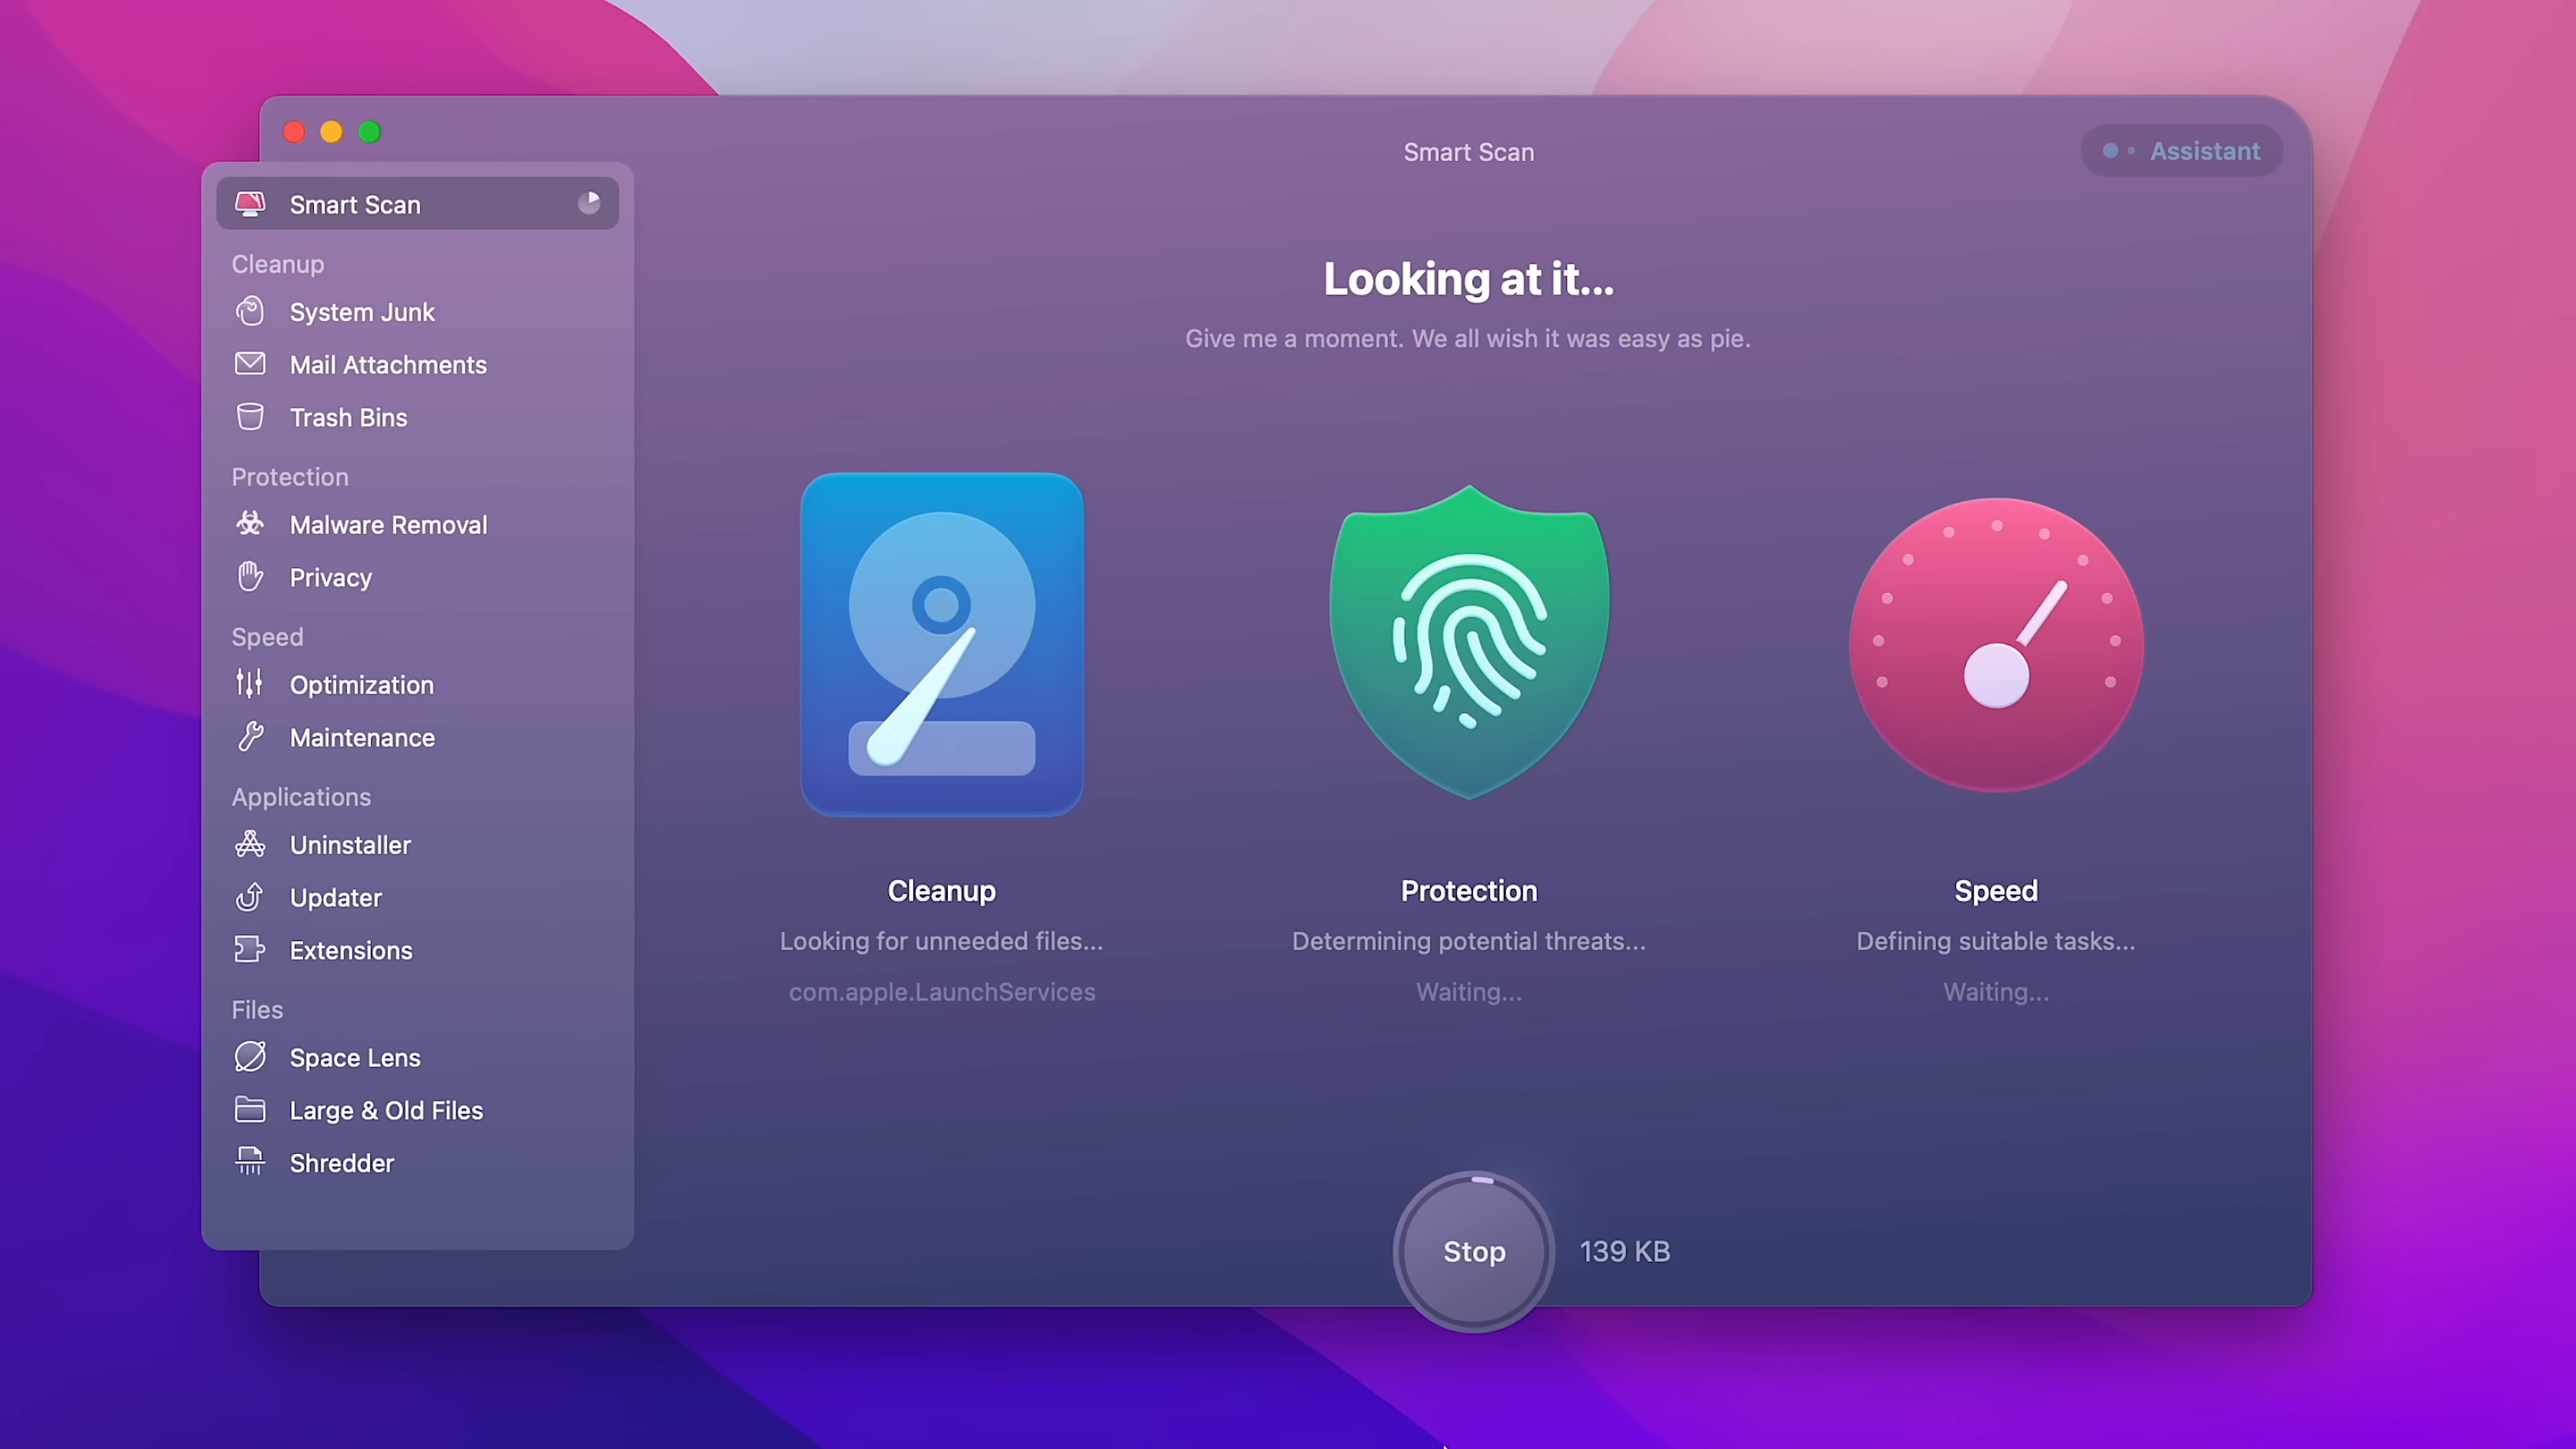 Smart Scan
Assistant
Smart Scan
Cleanup
System Junk
Mail Attachments
Trash Bins
Protection
Malware Removal
Privacy
Speed
Optimization
Maintenance
Applications
Uninstaller
Updater
Extensions
Files
Space Lens
Large & Old Files
Shredder
Looking at it...
Give me a moment. We all wish it was easy as pie.
Cleanup
Looking for unneeded files...
com.apple.LaunchServices
Protection
Determining potential threats...
Waiting...
Speed
Defining suitable tasks...
Waiting...
Stop
139 KB